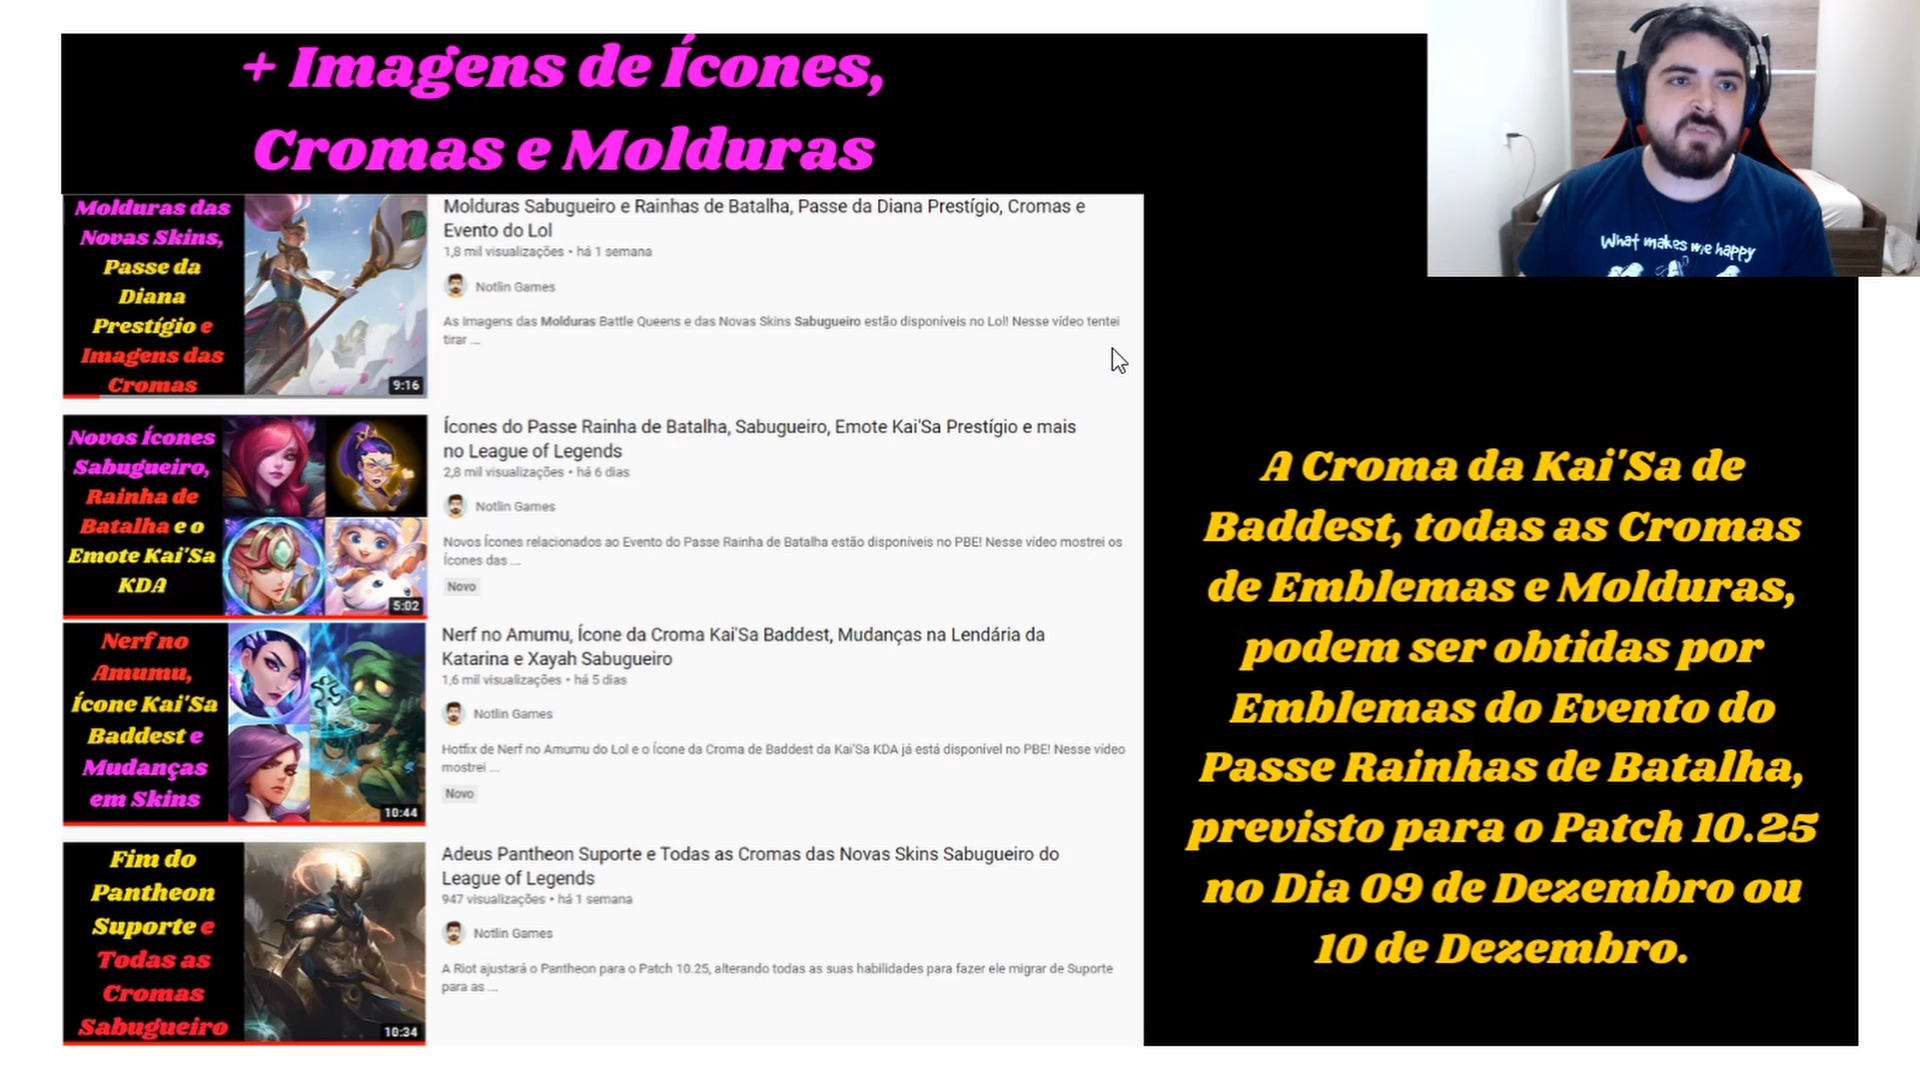 + Imagens de Ícones,
Cromas e Molduras
Molduras das
Novas Skins,
Passe da
Diana
Prestígio e
Imagens das
Cromas
9:16
Molduras Sabugueiro e Rainhas de Batalha, Passe da Diana Prestígio, Cromas e
Evento do Lol
1,8 mil visualizações • há 1 semana
Notlin Games
As Imagens das Molduras Battle Queens e das Novas Skins Sabugueiro estão disponíveis no Lol! Nesse vídeo tentei
tirar ...
Novos Ícones
Sabugueiro,
Rainha de
Batalha e o
Emote Kai'Sa
KDA
5:02
Ícones do Passe Rainha de Batalha, Sabugueiro, Emote Kai'Sa Prestígio e mais
no League of Legends
2,8 mil visualizações • há 6 dias
Notlin Games
Novos Ícones relacionados ao Evento do Passe Rainha de Batalha estão disponíveis no PBE! Nesse vídeo mostrei os
Ícones das ...
Novo
Nerf no
Amumu,
Ícone Kai'Sa
Baddest e
Mudanças
em Skins
10:44
Nerf no Amumu, Ícone da Croma Kai'Sa Baddest, Mudanças na Lendária da
Katarina e Xayah Sabugueiro
1,6 mil visualizações • há 5 dias
Notlin Games
Hotfix de Nerf no Amumu do Lol e o Ícone da Croma de Baddest da Kai'Sa KDA já está disponível no PBE! Nesse vídeo
mostrei ...
Novo
Fim do
Pantheon
Suporte e
Todas as
Cromas
Sabugueiro
10:34
Adeus Pantheon Suporte e Todas as Cromas das Novas Skins Sabugueiro do
League of Legends
947 visualizações • há 1 semana
Notlin Games
A Riot ajustará o Pantheon para o Patch 10.25, alterando todas as suas habilidades para fazer ele migrar de Suporte
para as ...
What makes me happy
A Croma da Kai'Sa de
Baddest, todas as Cromas
de Emblemas e Molduras,
podem ser obtidas por
Emblemas do Evento do
Passe Rainhas de Batalha,
previsto para o Patch 10.25
no Dia 09 de Dezembro ou
10 de Dezembro.